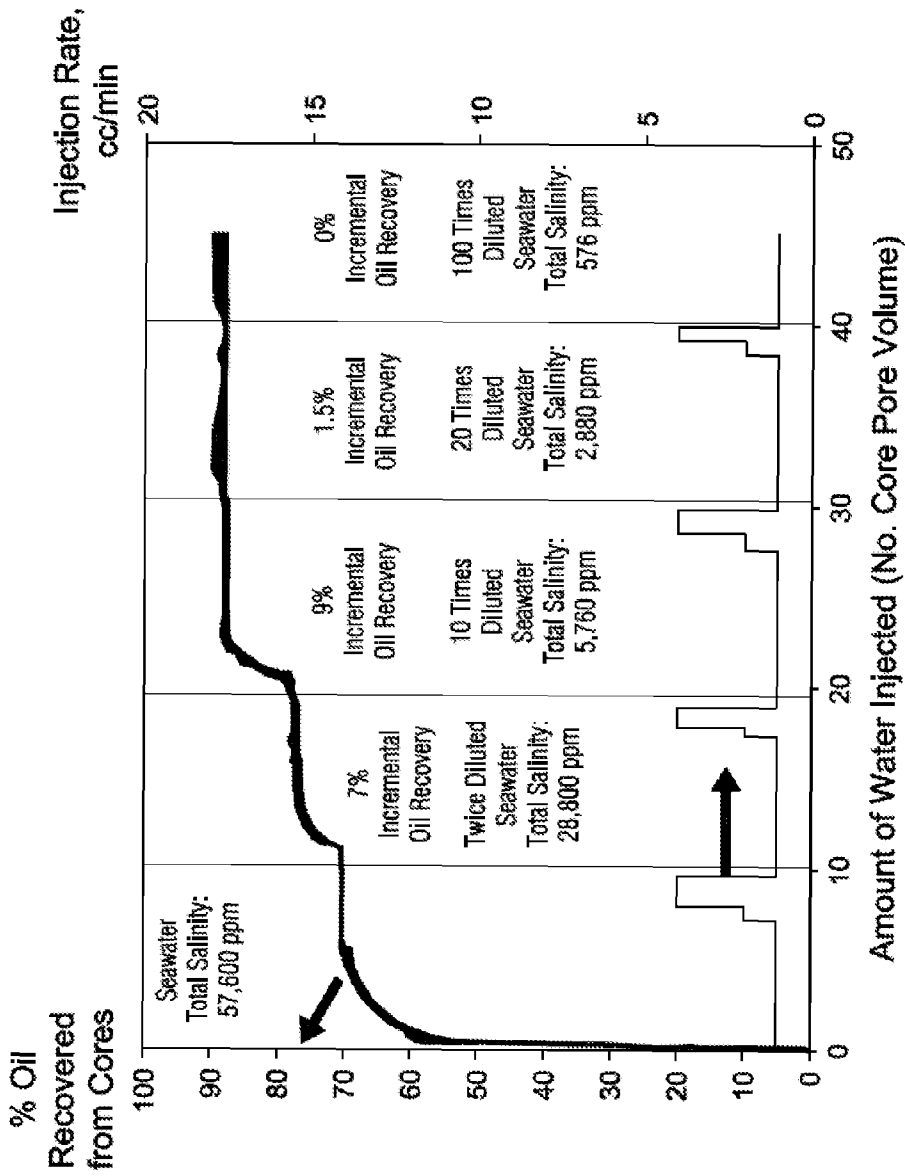 % Oil
Recovered
from Cores
Injection Rate,
cc/min
100
90
80
70
60
50
40
30
20
10
0
20
15
10
5
0
Seawater
Total Salinity:
57,600 ppm
7%
Incremental
Oil Recovery
Twice Diluted
Seawater
Total Salinity:
28,800 ppm
9%
Incremental
Oil Recovery
10 Times
Diluted
Seawater
Total Salinity:
5,760 ppm
1.5%
Incremental
Oil Recovery
20 Times
Diluted
Seawater
Total Salinity:
2,880 ppm
0%
Incremental
Oil Recovery
100 Times
Diluted
Seawater
Total Salinity:
576 ppm
0
10
20
30
40
50
Amount of Water Injected (No. Core Pore Volume)